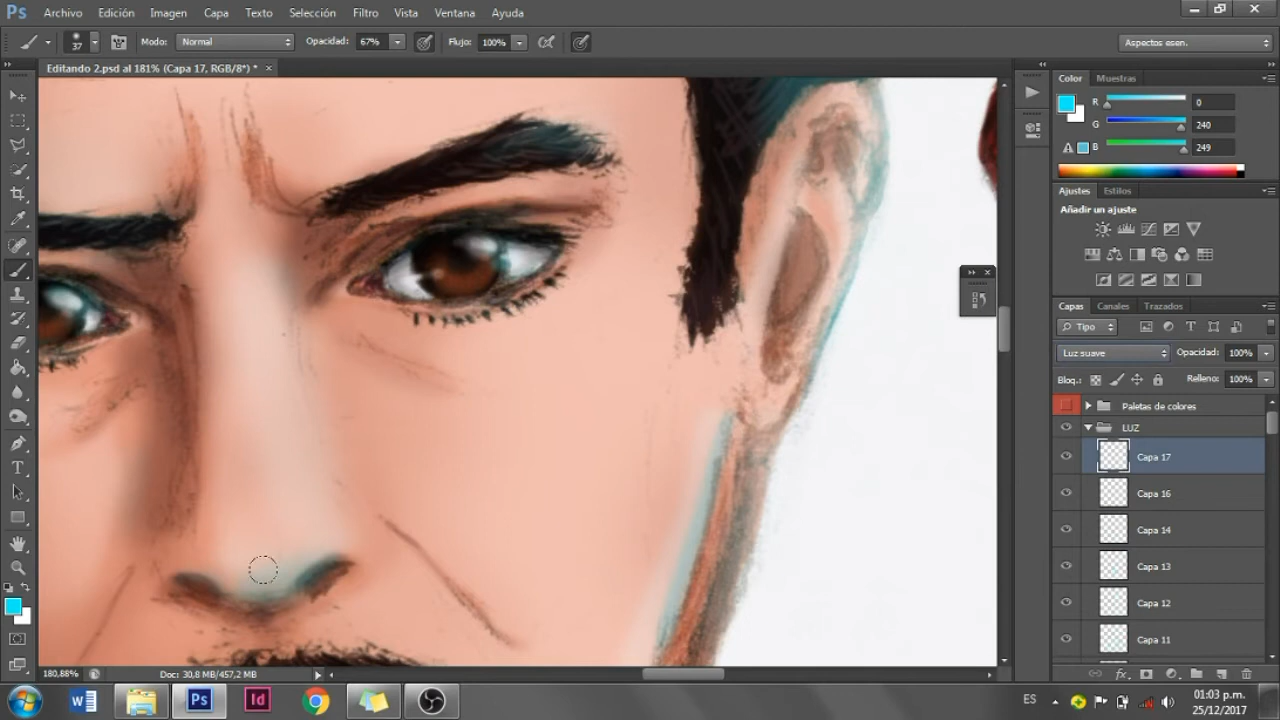 Ps Archivo Edición Imagen Capa Texto Selección Filtro Vista Ventana Ayuda
37 Modo: Normal Opacidad: 67% Flujo: 100% Aspectos esen.
Editando 2.psd al 181% (Capa 17, RGB/8*) * ×
Color Muestras
R 0
G 240
B 249
Ajustes Estilos
Añadir un ajuste
Capas Canales Trazados
Tipo
Luz suave Opacidad: 100%
Bloq.: Relleno: 100%
Paletas de colores
LUZ
Capa 17
Capa 16
Capa 14
Capa 13
Capa 12
Capa 11
180,88% Doc: 30,8 MB/457,2 MB
W Ps Id ES 01:03 p.m.
25/12/2017